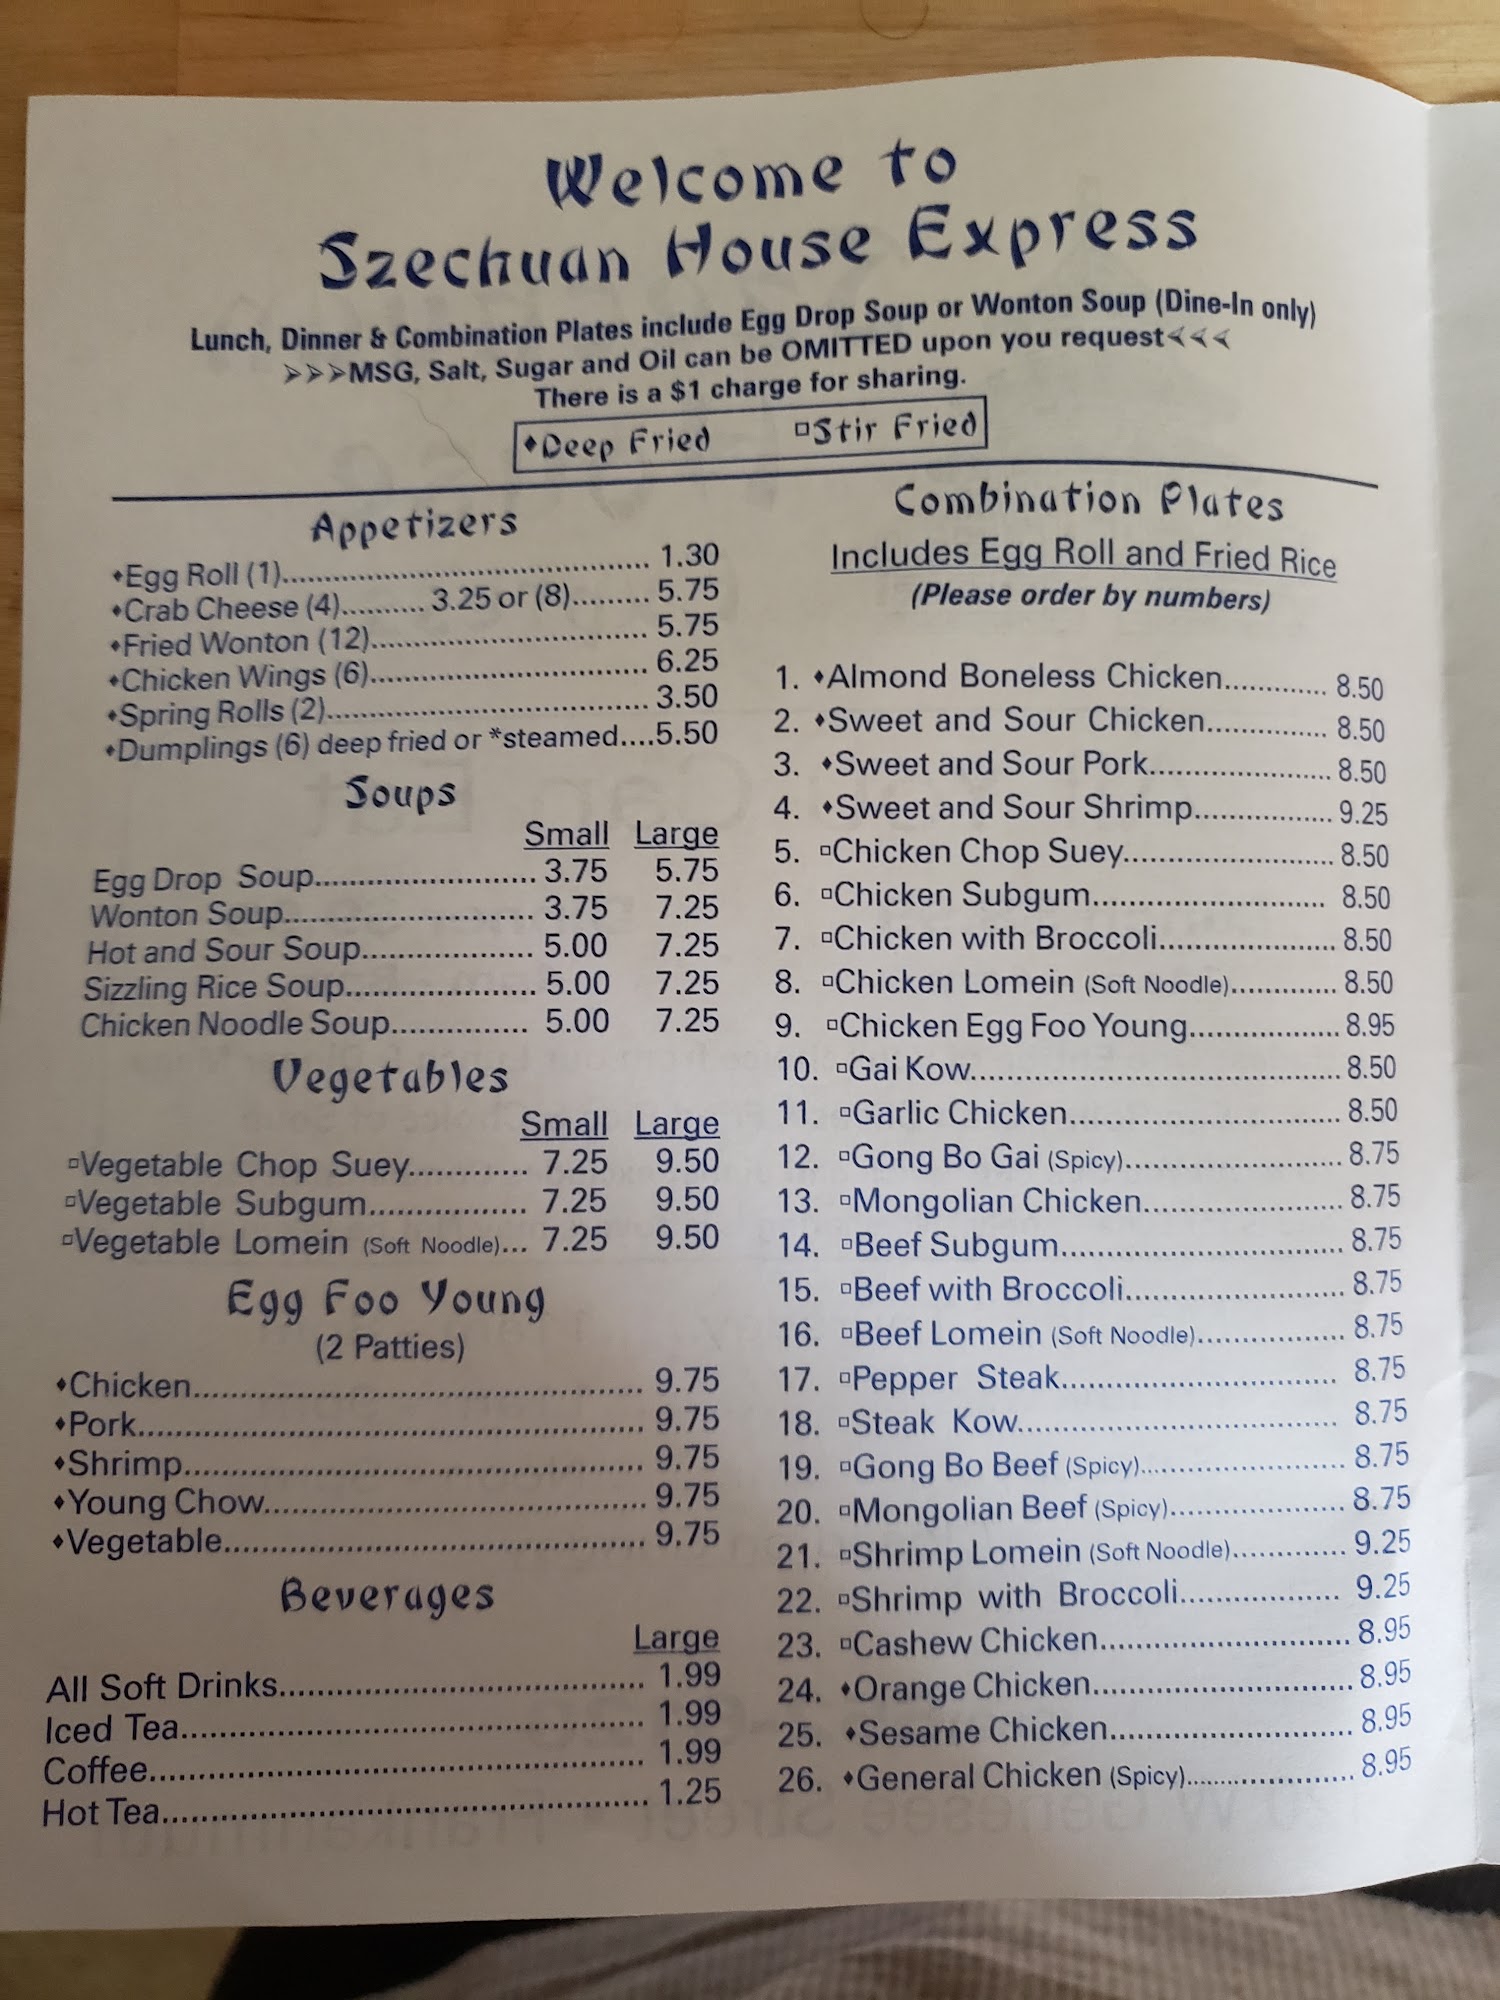 Welcome to
Szechuan House Express
Lunch, Dinner & Combination Plates include Egg Drop Soup or Wonton Soup (Dine-In only)
➢➢➢MSG, Salt, Sugar and Oil can be OMITTED upon you request⮘⮘⮘
There is a $1 charge for sharing.
♦Deep Fried □Stir Fried
Appetizers
♦Egg Roll (1)........................................ 1.30
♦Crab Cheese (4).......... 3.25 or (8)......... 5.75
♦Fried Wonton (12)................................ 5.75
♦Chicken Wings (6)................................ 6.25
♦Spring Rolls (2).................................... 3.50
♦Dumplings (6) deep fried or *steamed....5.50
Soups
Small Large
Egg Drop Soup......................... 3.75 5.75
Wonton Soup............................ 3.75 7.25
Hot and Sour Soup................... 5.00 7.25
Sizzling Rice Soup..................... 5.00 7.25
Chicken Noodle Soup............... 5.00 7.25
Vegetables
Small Large
□Vegetable Chop Suey............. 7.25 9.50
□Vegetable Subgum................. 7.25 9.50
□Vegetable Lomein (Soft Noodle)... 7.25 9.50
Egg Foo Young
(2 Patties)
♦Chicken................................................ 9.75
♦Pork...................................................... 9.75
♦Shrimp................................................. 9.75
♦Young Chow......................................... 9.75
♦Vegetable............................................. 9.75
Beverages
Large
All Soft Drinks....................................... 1.99
Iced Tea................................................. 1.99
Coffee.................................................... 1.99
Hot Tea................................................... 1.25
Combination Plates
Includes Egg Roll and Fried Rice
(Please order by numbers)
1. ♦Almond Boneless Chicken............. 8.50
2. ♦Sweet and Sour Chicken............... 8.50
3. ♦Sweet and Sour Pork....................... 8.50
4. ♦Sweet and Sour Shrimp................. 9.25
5. □Chicken Chop Suey......................... 8.50
6. □Chicken Subgum............................ 8.50
7. □Chicken with Broccoli..................... 8.50
8. □Chicken Lomein (Soft Noodle)............. 8.50
9. □Chicken Egg Foo Young.................. 8.95
10. □Gai Kow.......................................... 8.50
11. □Garlic Chicken................................ 8.50
12. □Gong Bo Gai (Spicy)......................... 8.75
13. □Mongolian Chicken........................ 8.75
14. □Beef Subgum.................................. 8.75
15. □Beef with Broccoli.......................... 8.75
16. □Beef Lomein (Soft Noodle)................. 8.75
17. □Pepper Steak................................. 8.75
18. □Steak Kow...................................... 8.75
19. □Gong Bo Beef (Spicy)........................ 8.75
20. □Mongolian Beef (Spicy).................... 8.75
21. □Shrimp Lomein (Soft Noodle)............. 9.25
22. □Shrimp with Broccoli................... 9.25
23. □Cashew Chicken............................. 8.95
24. ♦Orange Chicken.............................. 8.95
25. ♦Sesame Chicken............................ 8.95
26. ♦General Chicken (Spicy).................... 8.95